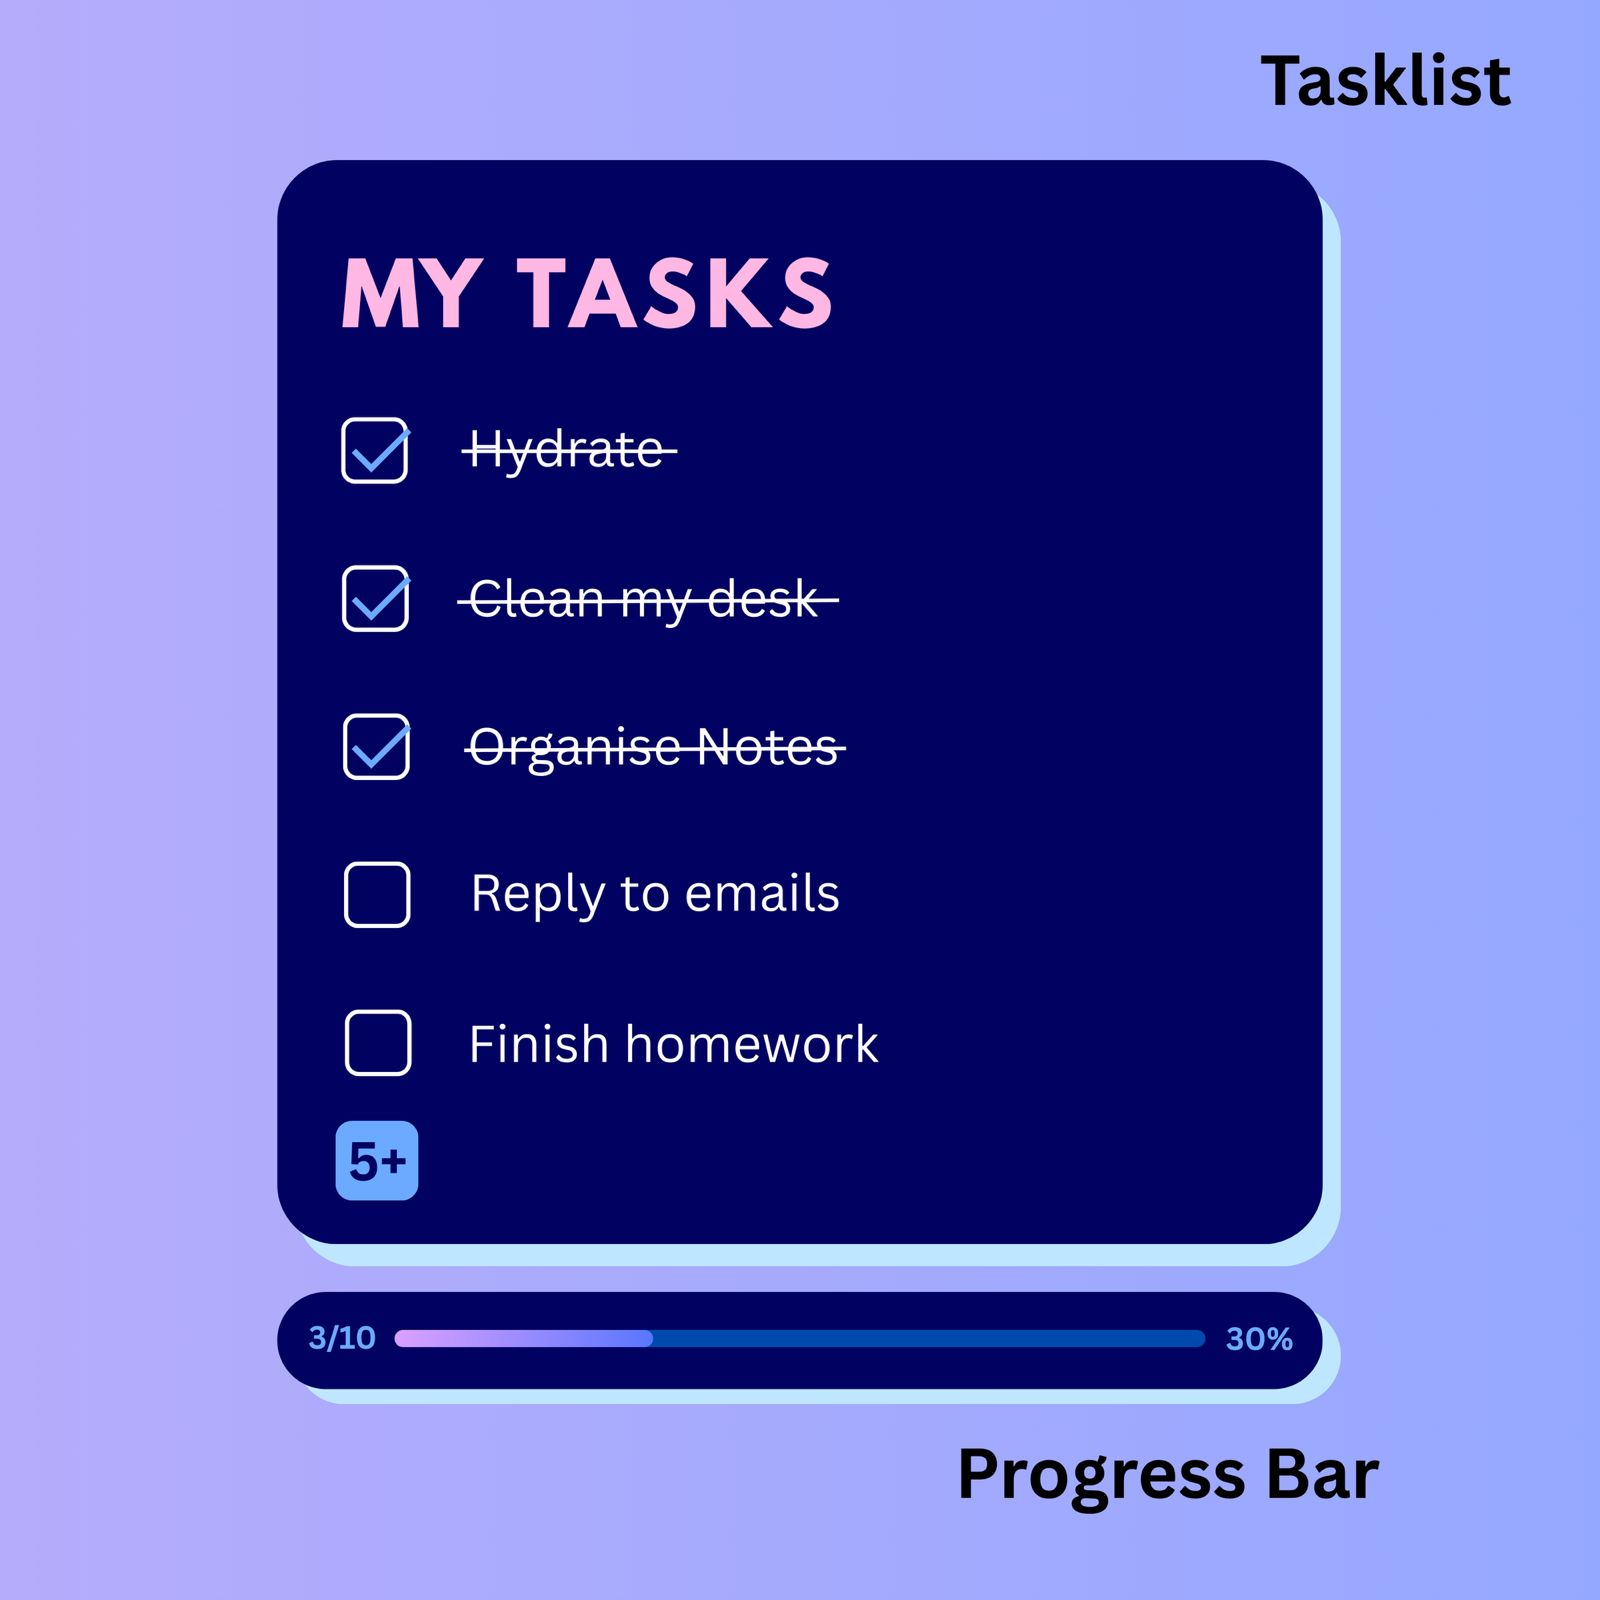 Tasklist
MY TASKS
Hydrate
Clean my desk
Organise Notes
Reply to emails
Finish homework
5+
3/10
30%
Progress Bar